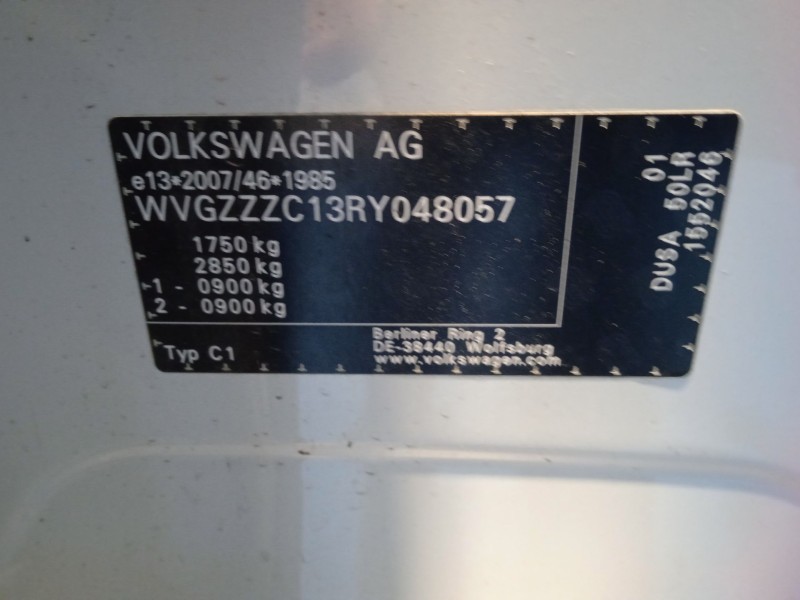 VOLKSWAGEN AG
e13*2007/46*1985
WVGZZZC13RY048057
1750 kg
2850 kg
1 - 0900 kg
2 - 0900 kg
Typ C1
Berliner Ring 2
DE-38440 Wolfsburg
www.volkswagen.com
01
DUSA 50LR
1552046